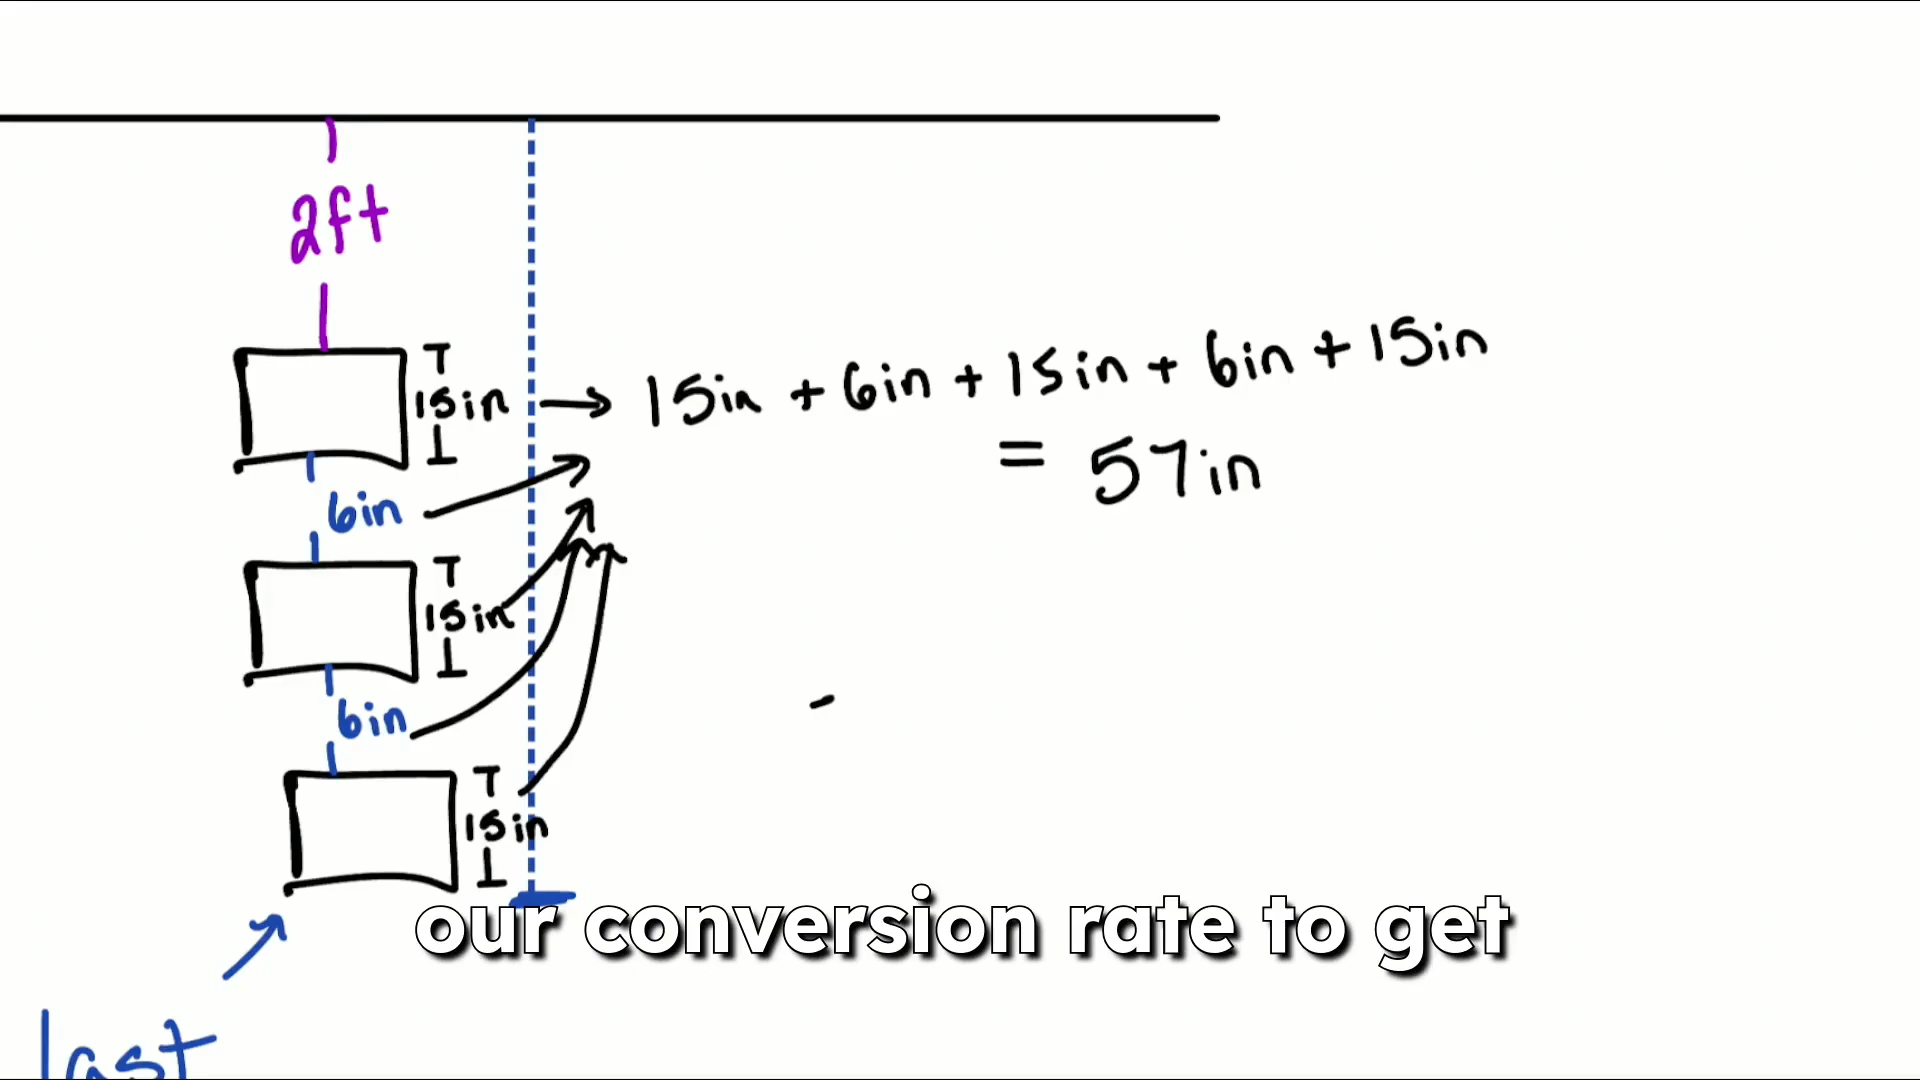 2ft
15in
15in + 6in + 15in + 6in + 15in
= 57in
6in
15in
6in
15in
our conversion rate to get
last